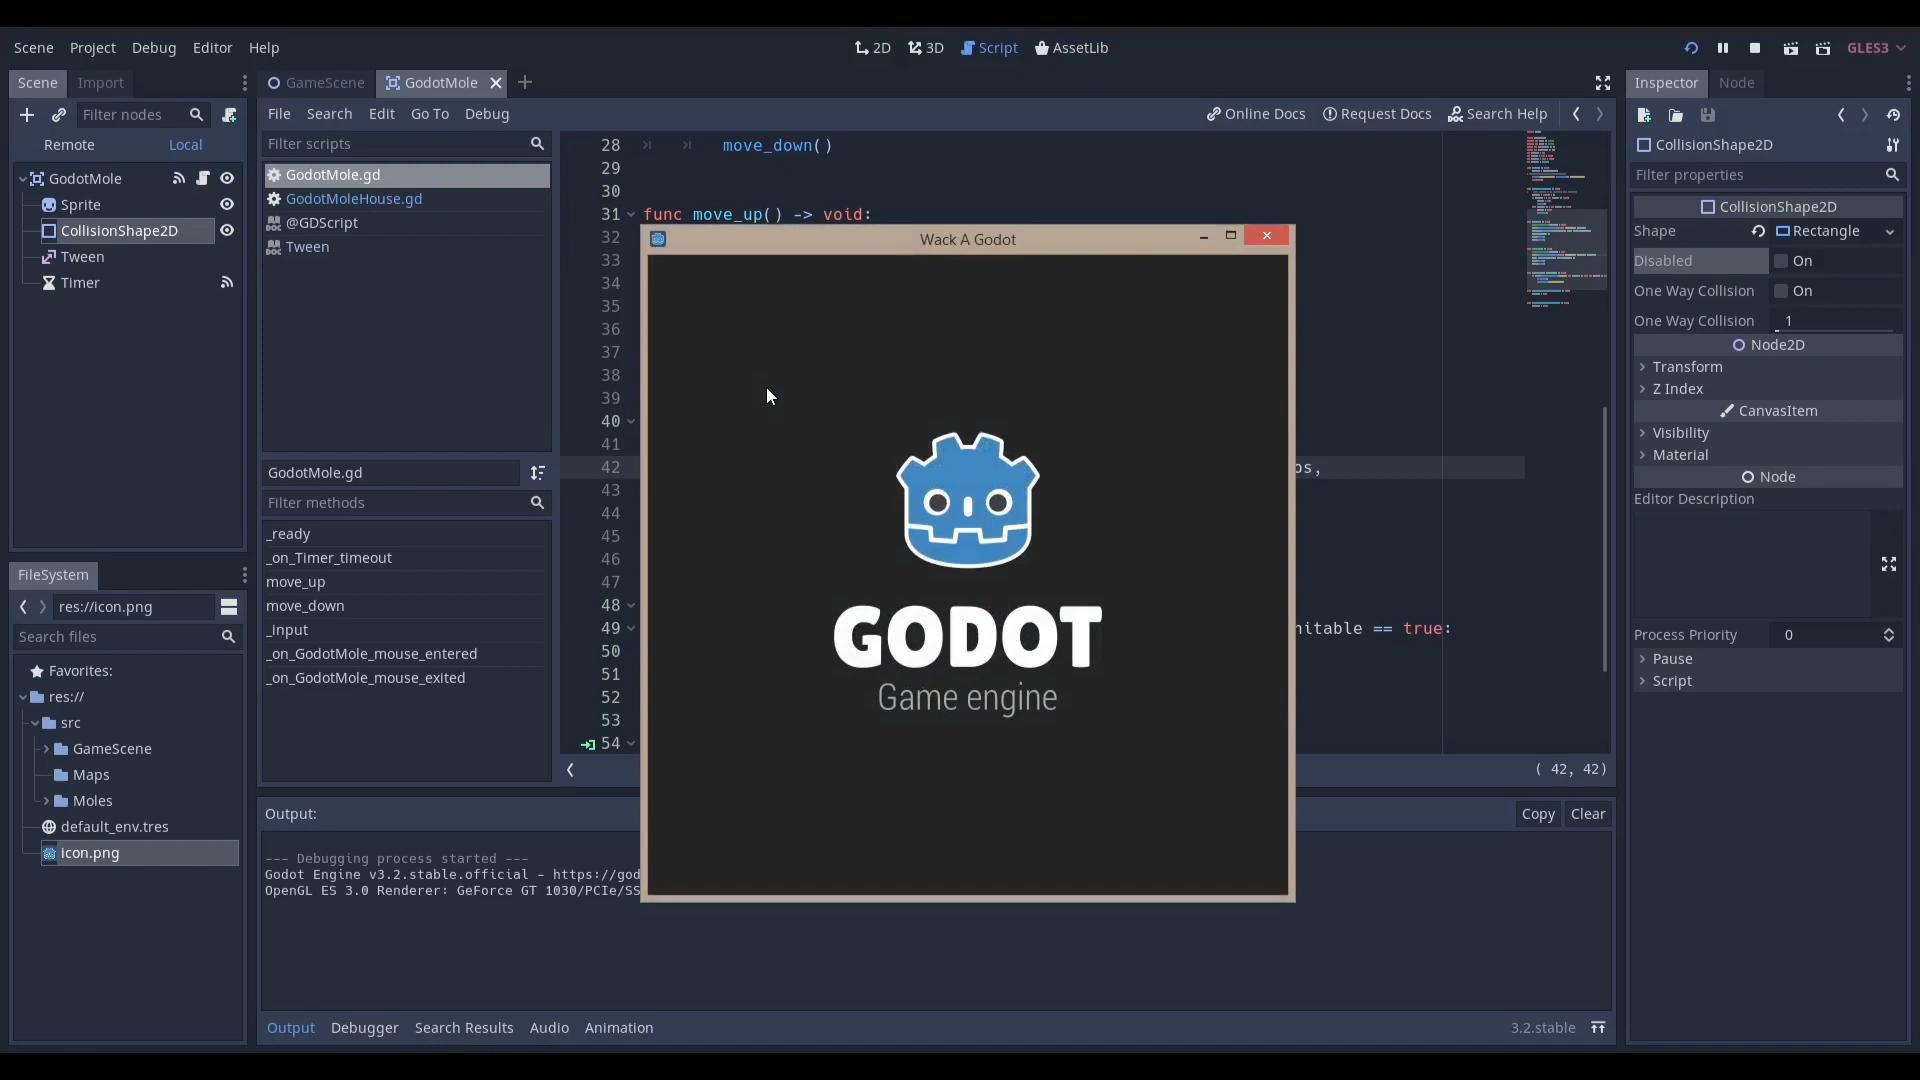 Scene Project Debug Editor Help
2D 3D Script AssetLib
GLES3
Scene Import
Filter nodes
Remote Local
GodotMole
Sprite
CollisionShape2D
Tween
Timer
FileSystem
res://icon.png
Search files
Favorites:
res://
src
GameScene
Maps
Moles
default_env.tres
icon.png
GameScene GodotMole
File Search Edit Go To Debug
Online Docs Request Docs Search Help
Filter scripts
GodotMole.gd
GodotMoleHouse.gd
@GDScript
Tween
GodotMole.gd
Filter methods
_ready
_on_Timer_timeout
move_up
move_down
_input
_on_GodotMole_mouse_entered
_on_GodotMole_mouse_exited
28 move_down()
29
30
31 func move_up() -> void:
32
33
34
35
36
37
38
39
40
41
42 os,
43
44
45
46
47
48
49 hitable == true:
50
51
52
53
54
( 42, 42)
Wack A Godot
GODOT
Game engine
Output:
Copy Clear
--- Debugging process started ---
Godot Engine v3.2.stable.official - https://god
OpenGL ES 3.0 Renderer: GeForce GT 1030/PCIe/SS
Output Debugger Search Results Audio Animation
3.2.stable
Inspector Node
CollisionShape2D
Filter properties
CollisionShape2D
Shape Rectangle
Disabled On
One Way Collision On
One Way Collision 1
Node2D
Transform
Z Index
CanvasItem
Visibility
Material
Node
Editor Description
Process Priority 0
Pause
Script